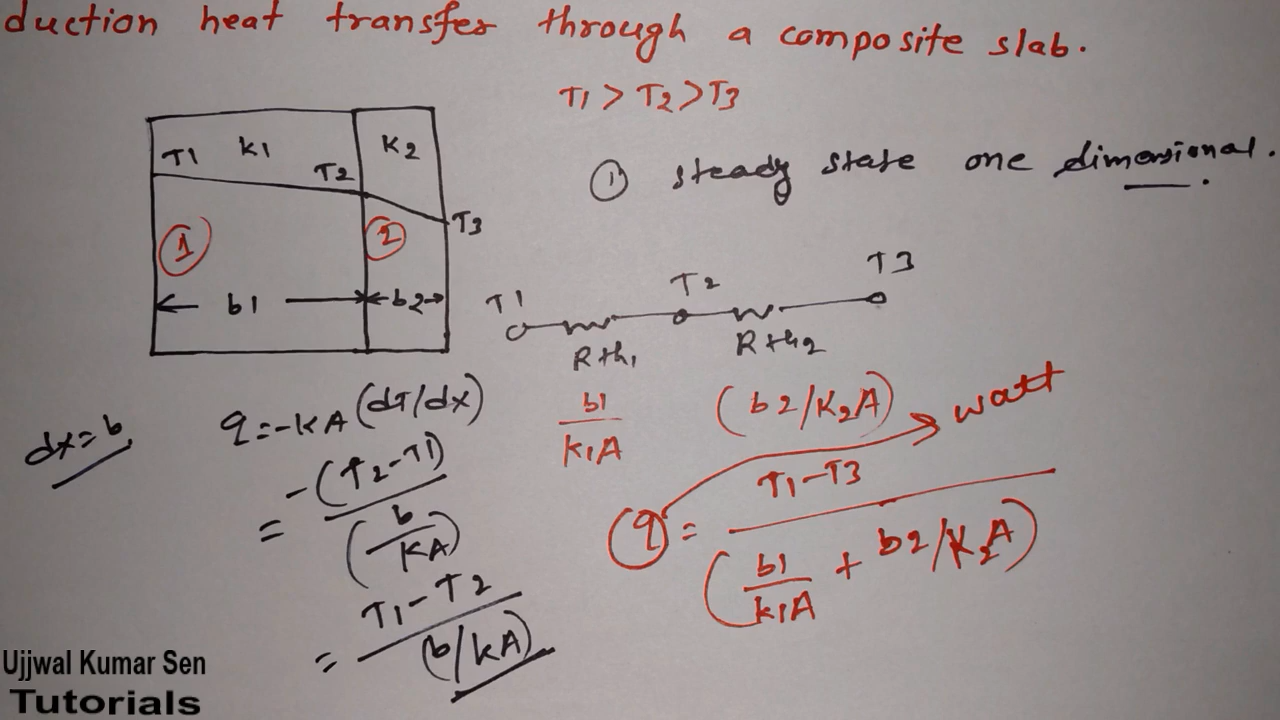 duction heat transfer through a composite slab.
T1 > T2 > T3
① steady state one dimensional.
T1 K1 T2 K2
T3
① ②
b1 b2
T1 T2 T3
Rth1 Rth2
b1/K1A (b2/K2A)
watt
dx = b
q = -KA (dT/dx)
= -(T2-T1) / (b/KA)
= T1-T2 / (b/KA)
q = T1-T3 / (b1/K1A + b2/K2A)
Ujjwal Kumar Sen
Tutorials